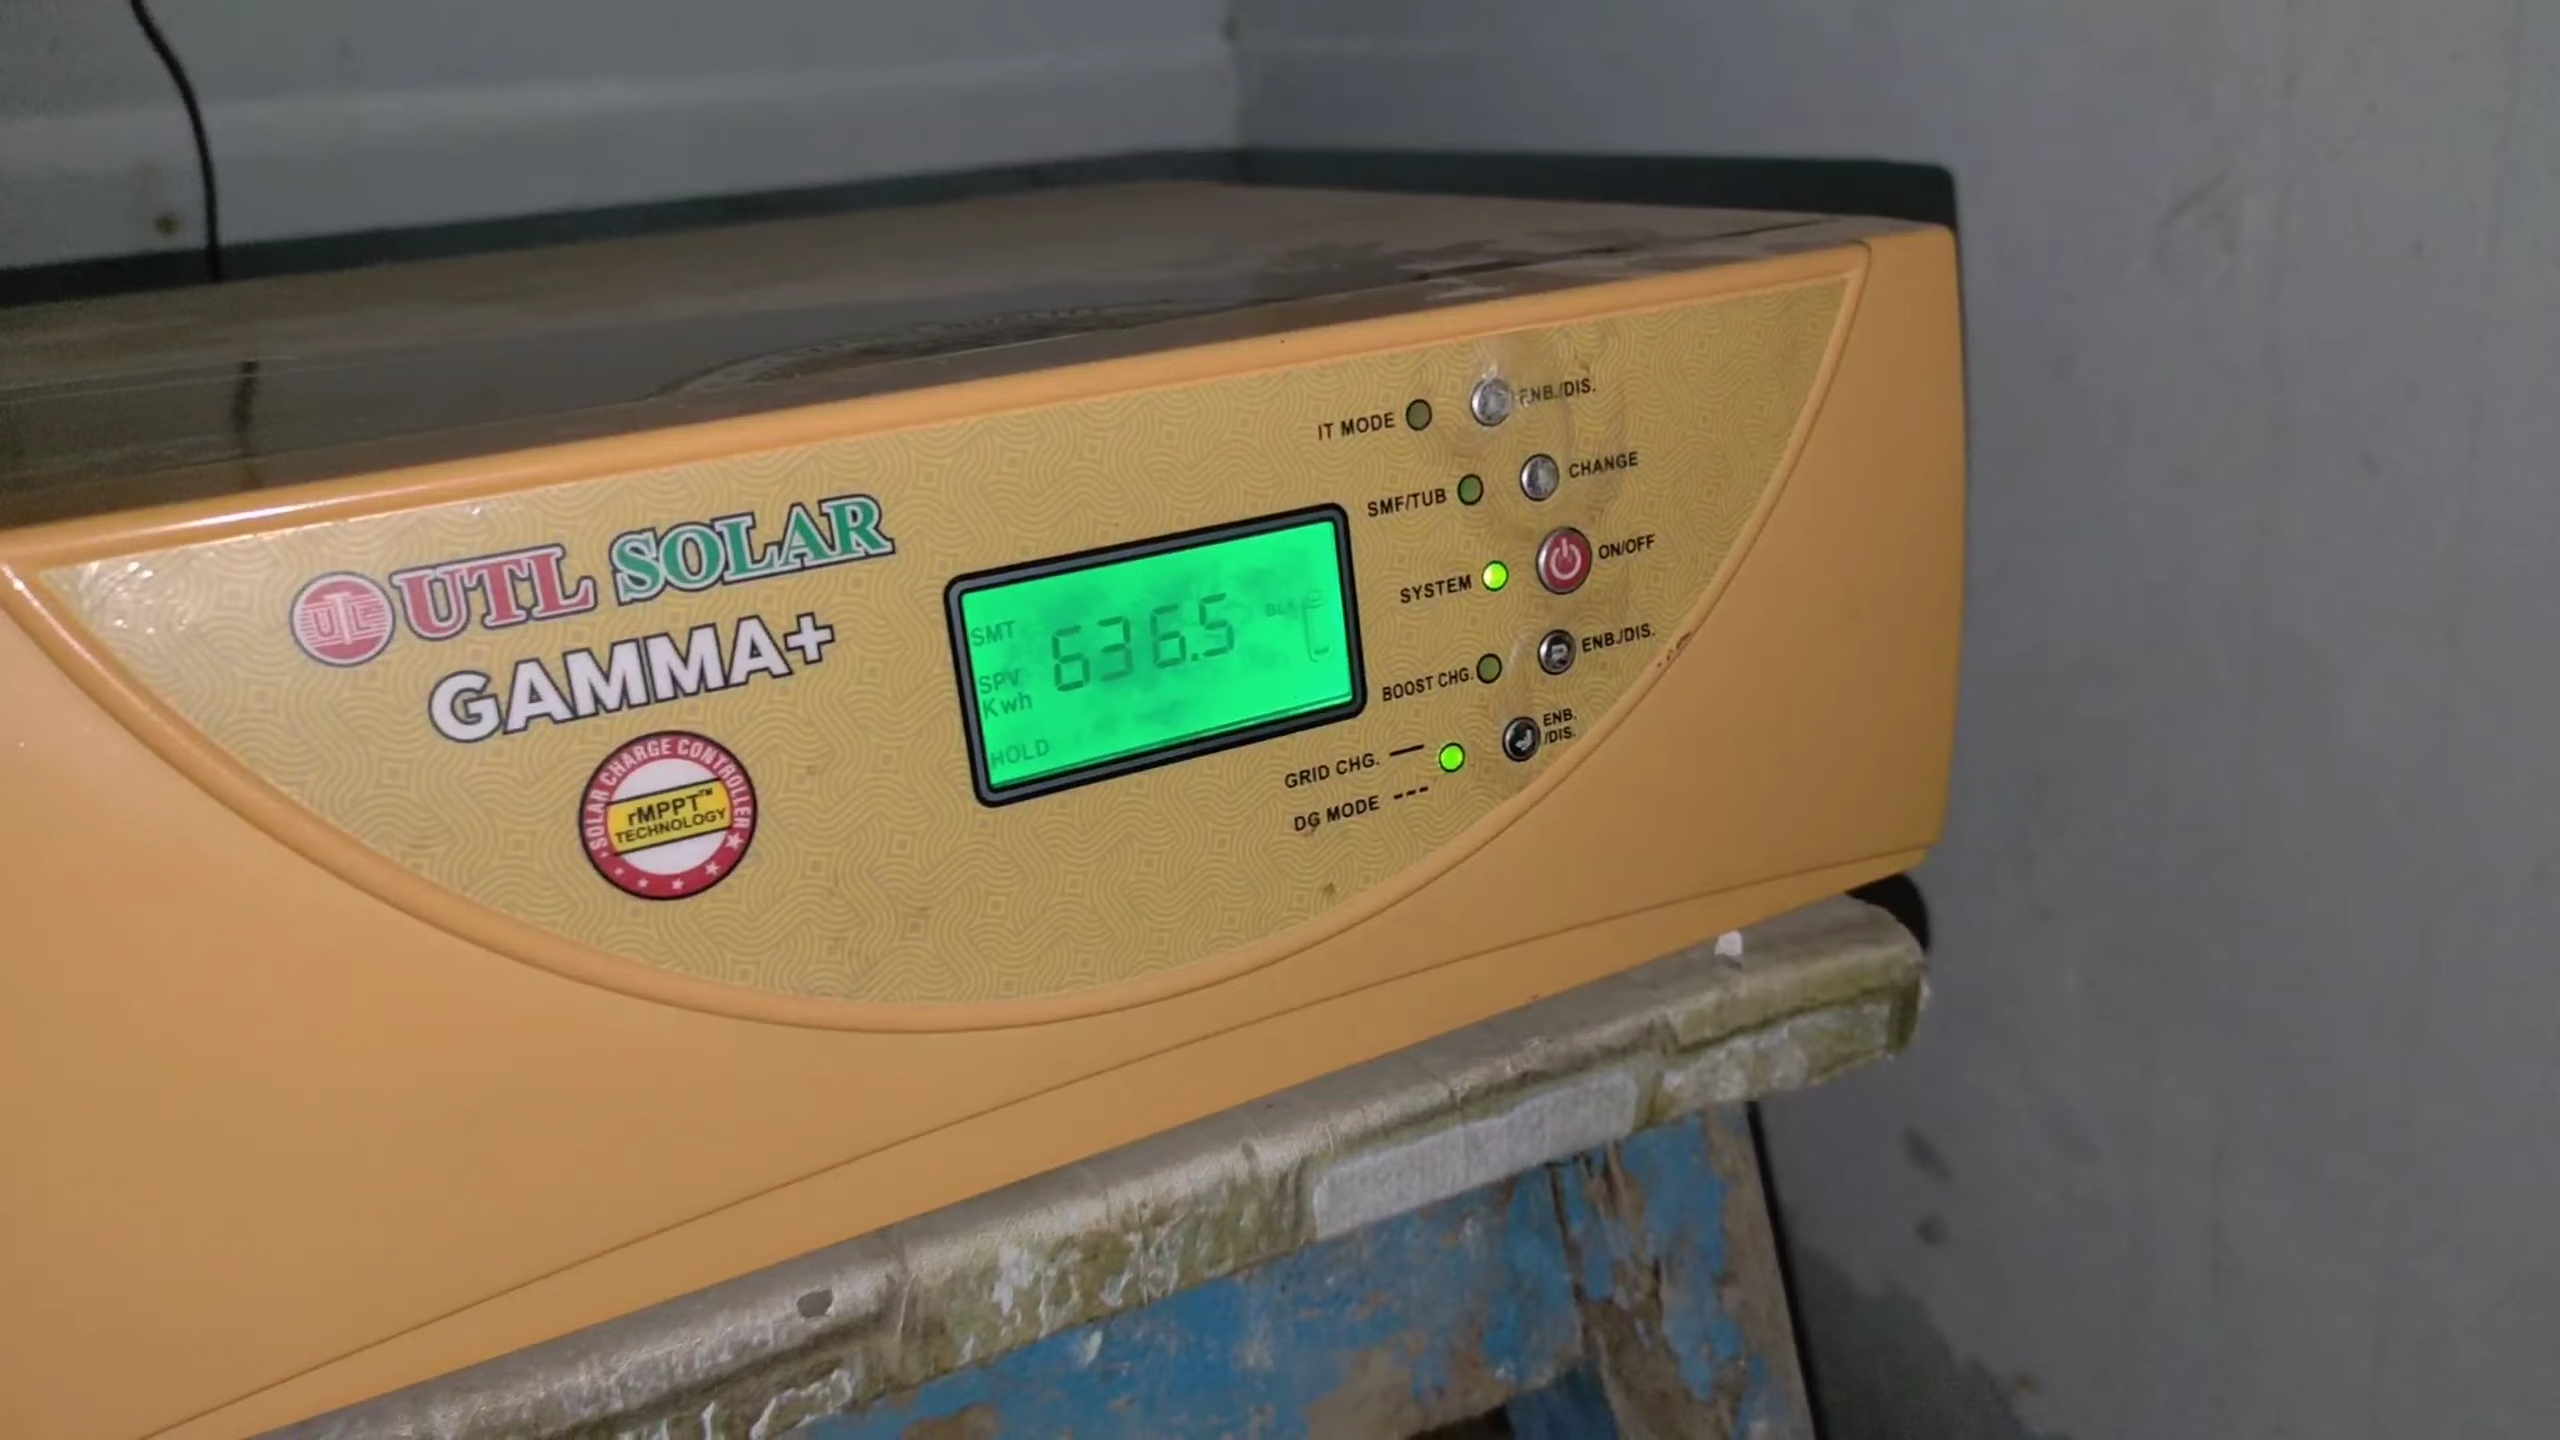 UTL SOLAR
GAMMA+
SOLAR CHARGE CONTROLLER
rMPPT™
TECHNOLOGY
SMT
636.5
SPV
Kwh
HOLD
IT MODE ENB./DIS.
SMF/TUB CHANGE
SYSTEM ON/OFF
BOOST CHG. ENB./DIS.
GRID CHG. — ENB.
/DIS.
DG MODE ---